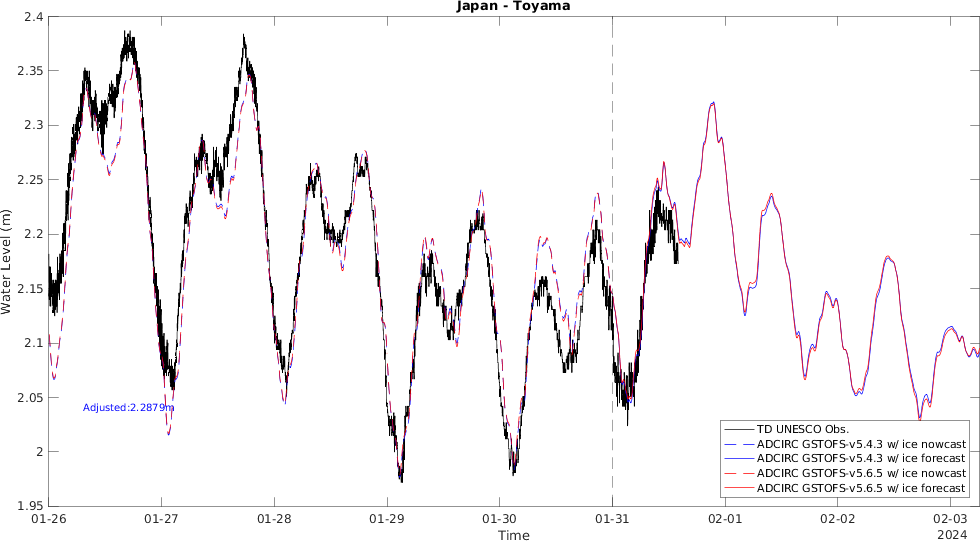 Japan - Toyama
2.4
2.35
2.3
2.25
2.2
2.15
2.1
2.05
2
1.95
Water Level (m)
Adjusted:2.2879m
TD UNESCO Obs.
ADCIRC GSTOFS-v5.4.3 w/ ice nowcast
ADCIRC GSTOFS-v5.4.3 w/ ice forecast
ADCIRC GSTOFS-v5.6.5 w/ ice nowcast
ADCIRC GSTOFS-v5.6.5 w/ ice forecast
01-26 01-27 01-28 01-29 01-30 01-31 02-01 02-02 02-03
Time
2024